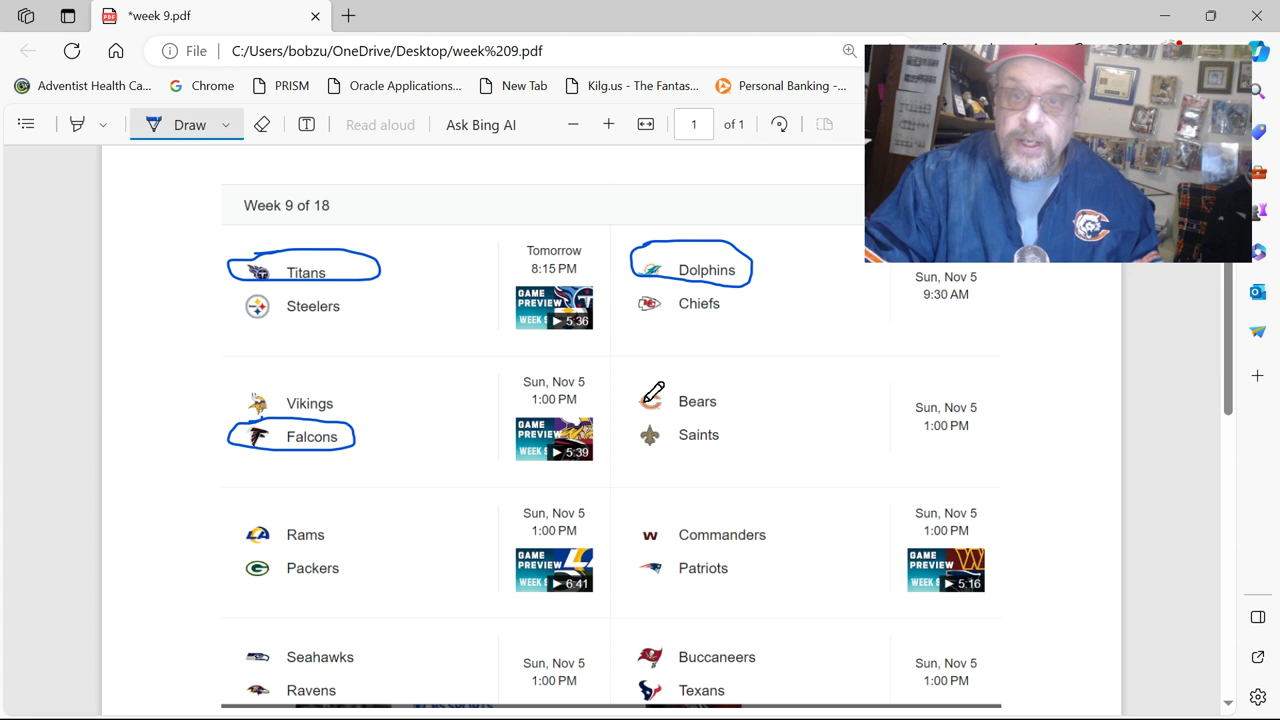 *week 9.pdf
File
C:/Users/bobzu/OneDrive/Desktop/week%209.pdf
Adventist Health Ca...
Chrome
PRISM
Oracle Applications...
New Tab
Kilg.us - The Fantas...
Personal Banking -...
Draw
Read aloud
Ask Bing AI
1
of 1
Week 9 of 18
Titans
Steelers
Tomorrow
8:15 PM
GAME
PREVIEW
WEEK
5:36
Dolphins
Chiefs
Sun, Nov 5
9:30 AM
Vikings
Falcons
Sun, Nov 5
1:00 PM
GAME
PREVIEW
WEEK
5:39
Bears
Saints
Sun, Nov 5
1:00 PM
Rams
Packers
Sun, Nov 5
1:00 PM
GAME
PREVIEW
WEEK
6:41
Commanders
Patriots
Sun, Nov 5
1:00 PM
GAME
PREVIEW
WEEK
5:16
Seahawks
Ravens
Sun, Nov 5
1:00 PM
Buccaneers
Texans
Sun, Nov 5
1:00 PM